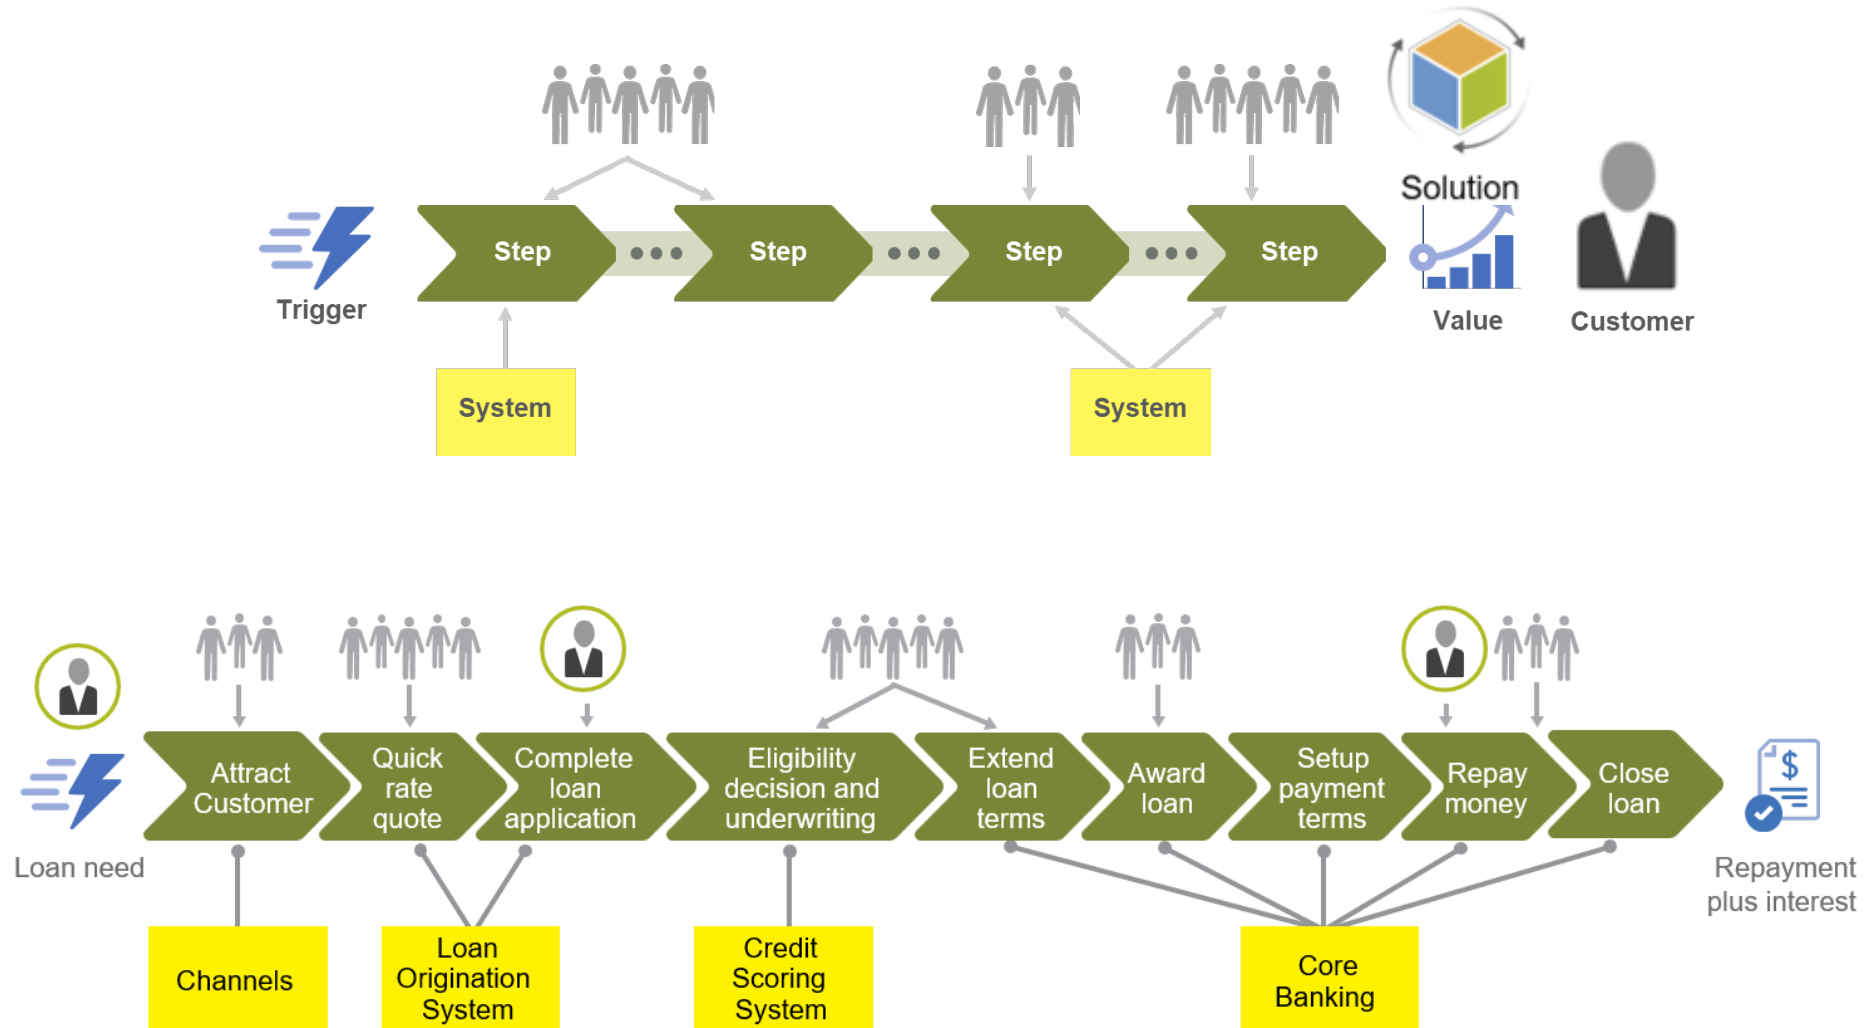 Solution
Step
Step
Step
Step
Trigger
Value
Customer
System
System
Attract
Customer
Quick
rate
quote
Complete
loan
application
Eligibility
decision and
underwriting
Extend
loan
terms
Award
loan
Setup
payment
terms
Repay
money
Close
loan
$
Loan need
Repayment
plus interest
Channels
Loan
Origination
System
Credit
Scoring
System
Core
Banking